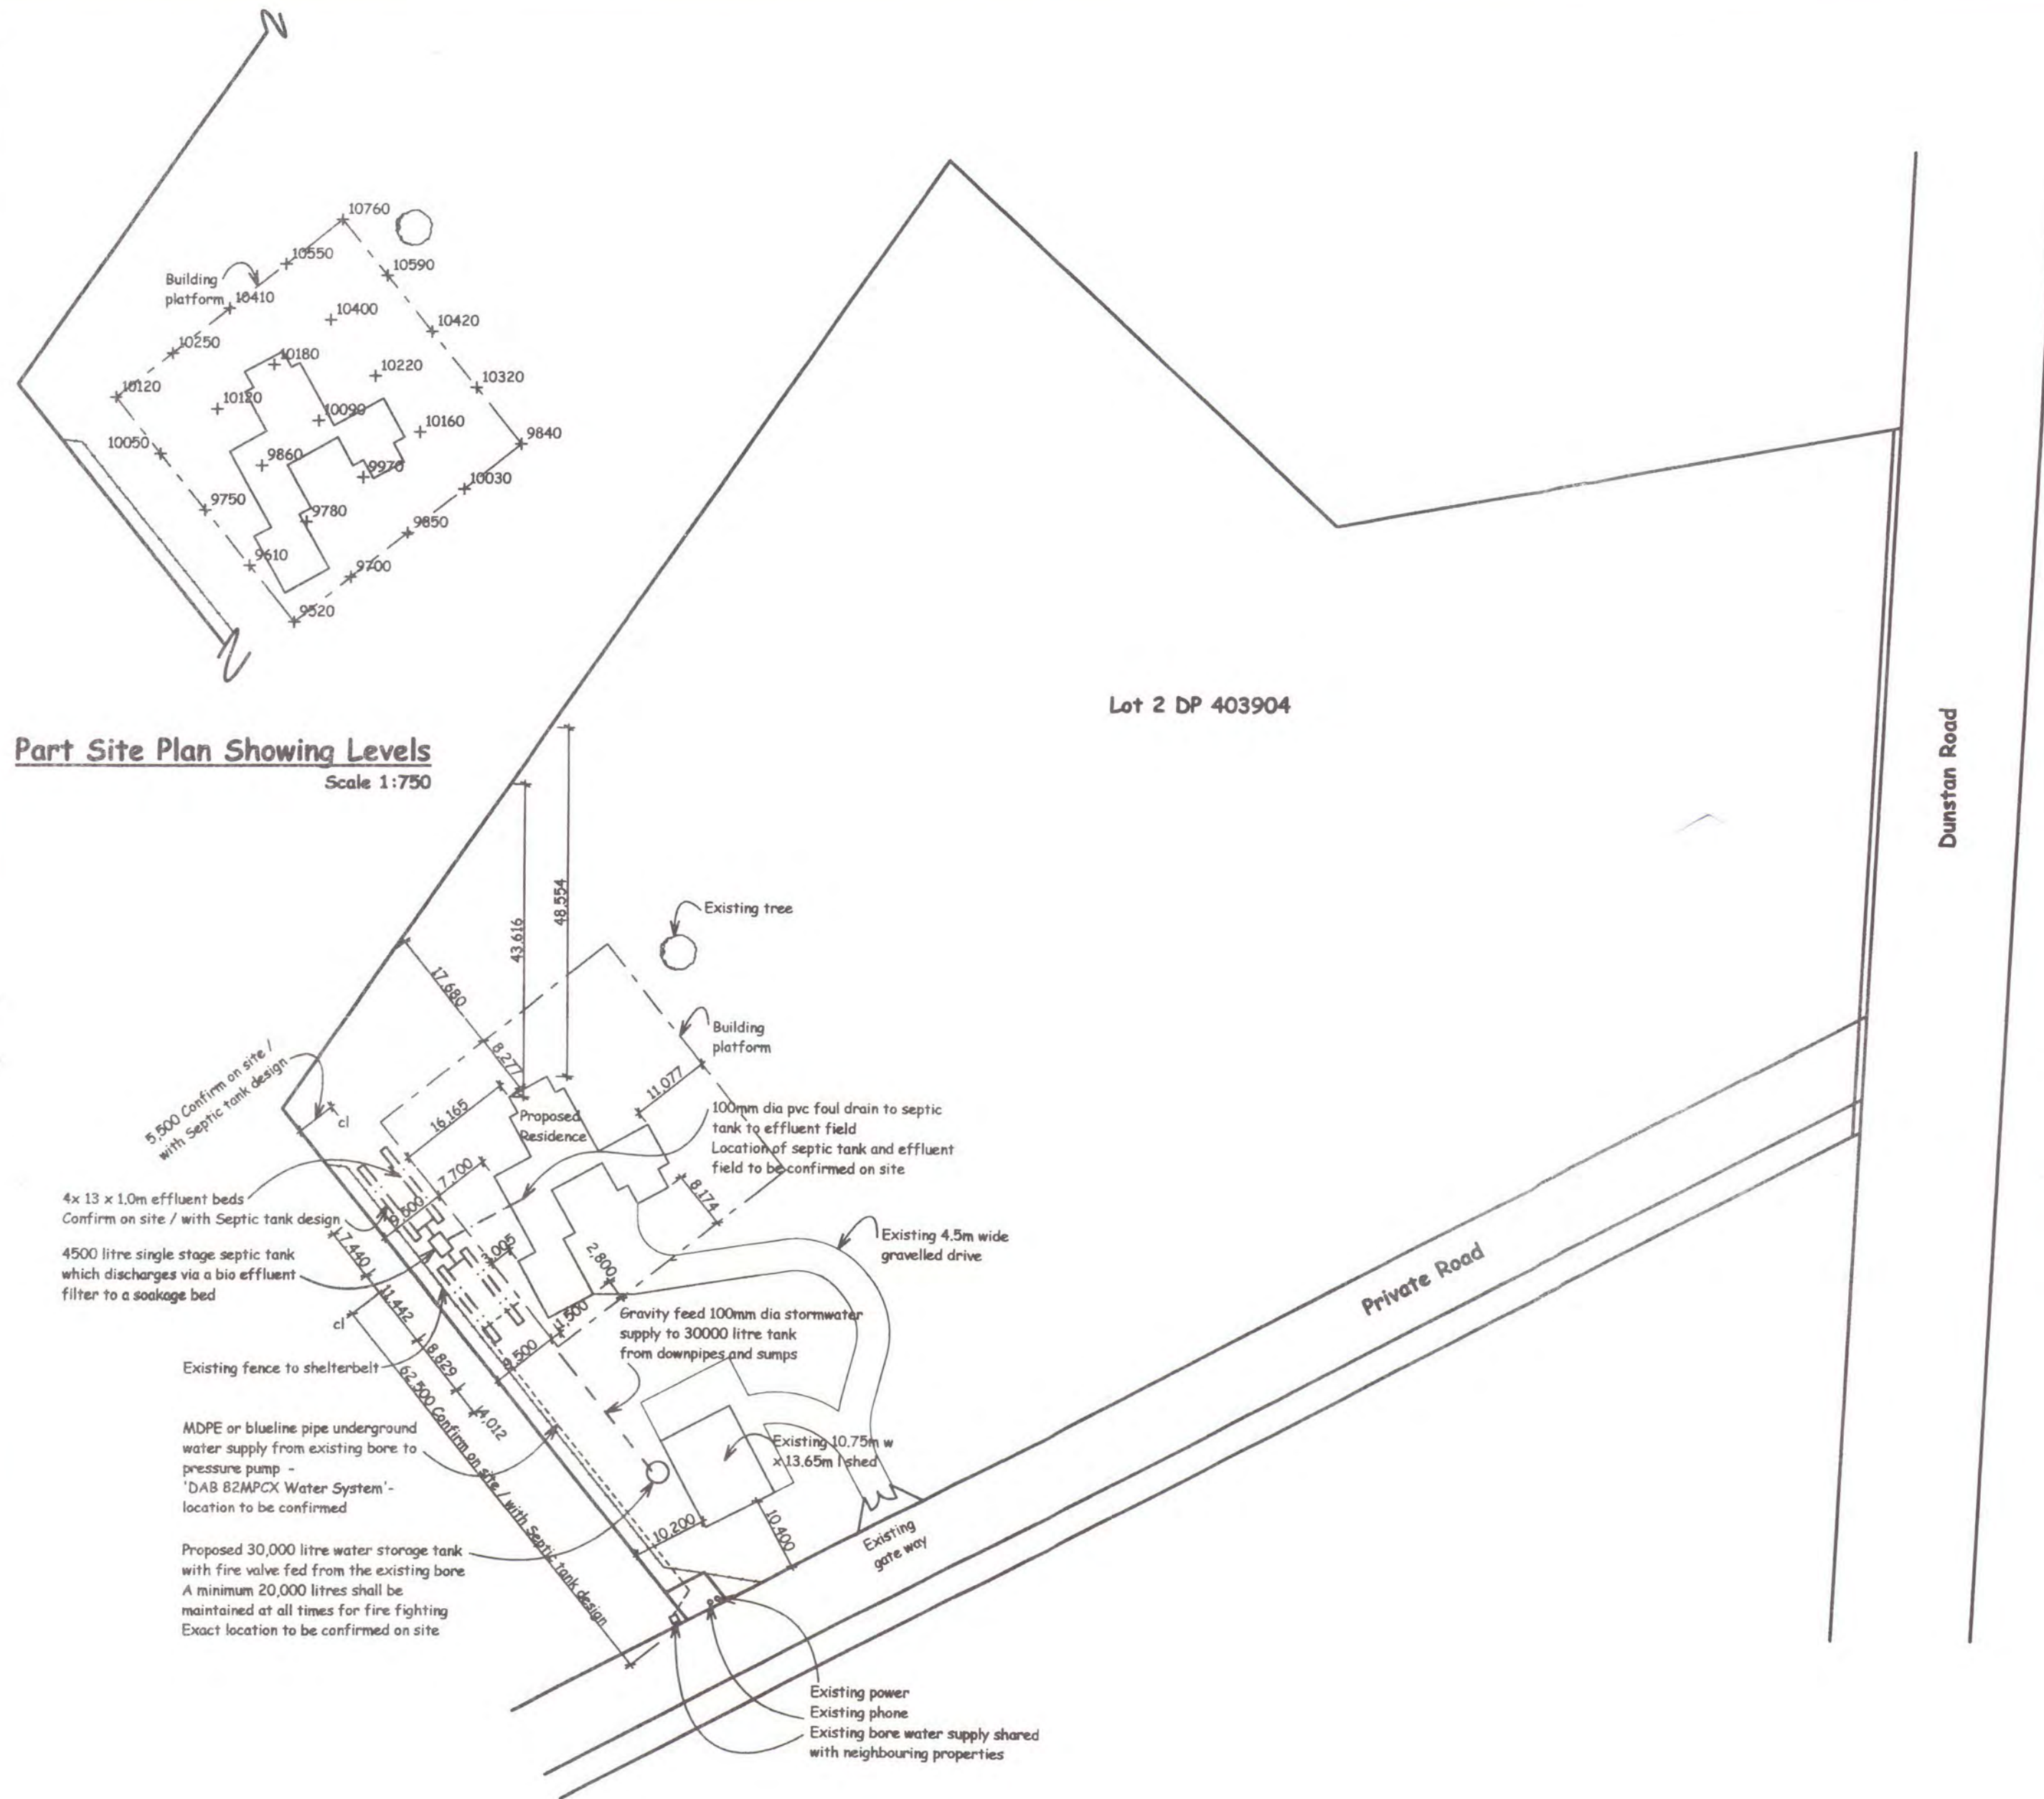 10760
10550
10590
Building
platform
10410
10400
10420
10250
10180
10220
10320
10120
10120
10090
10160
10050
9840
9860
9970
10030
9750
9780
9850
9610
9700
9520
Part Site Plan Showing Levels
Scale 1:750
Lot 2 DP 403904
Dunstan Road
Private Road
48.554
43.616
Existing tree
17.680
Building
platform
8.277
11.077
5,500 Confirm on site /
with Septic tank design
cl
16.165
Proposed
Residence
100mm dia pvc foul drain to septic
tank to effluent field
Location of septic tank and effluent
field to be confirmed on site
7.700
8.174
4x 13 x 1.0m effluent beds
Confirm on site / with Septic tank design
7.440
3.005
2.800
Existing 4.5m wide
gravelled drive
4500 litre single stage septic tank
which discharges via a bio effluent
filter to a soakage bed
11.442
cl
1,500
9,500
Gravity feed 100mm dia stormwater
supply to 30000 litre tank
from downpipes and sumps
Existing fence to shelterbelt
8.829
62,500 Confirm on site / with Septic tank design
4.012
MDPE or blueline pipe underground
water supply from existing bore to
pressure pump -
'DAB 82MPCX Water System'-
location to be confirmed
Existing 10.75m w
x 13.65m l shed
10.200
10.400
Existing
gate way
Proposed 30,000 litre water storage tank
with fire valve fed from the existing bore
A minimum 20,000 litres shall be
maintained at all times for fire fighting
Exact location to be confirmed on site
Existing power
Existing phone
Existing bore water supply shared
with neighbouring properties